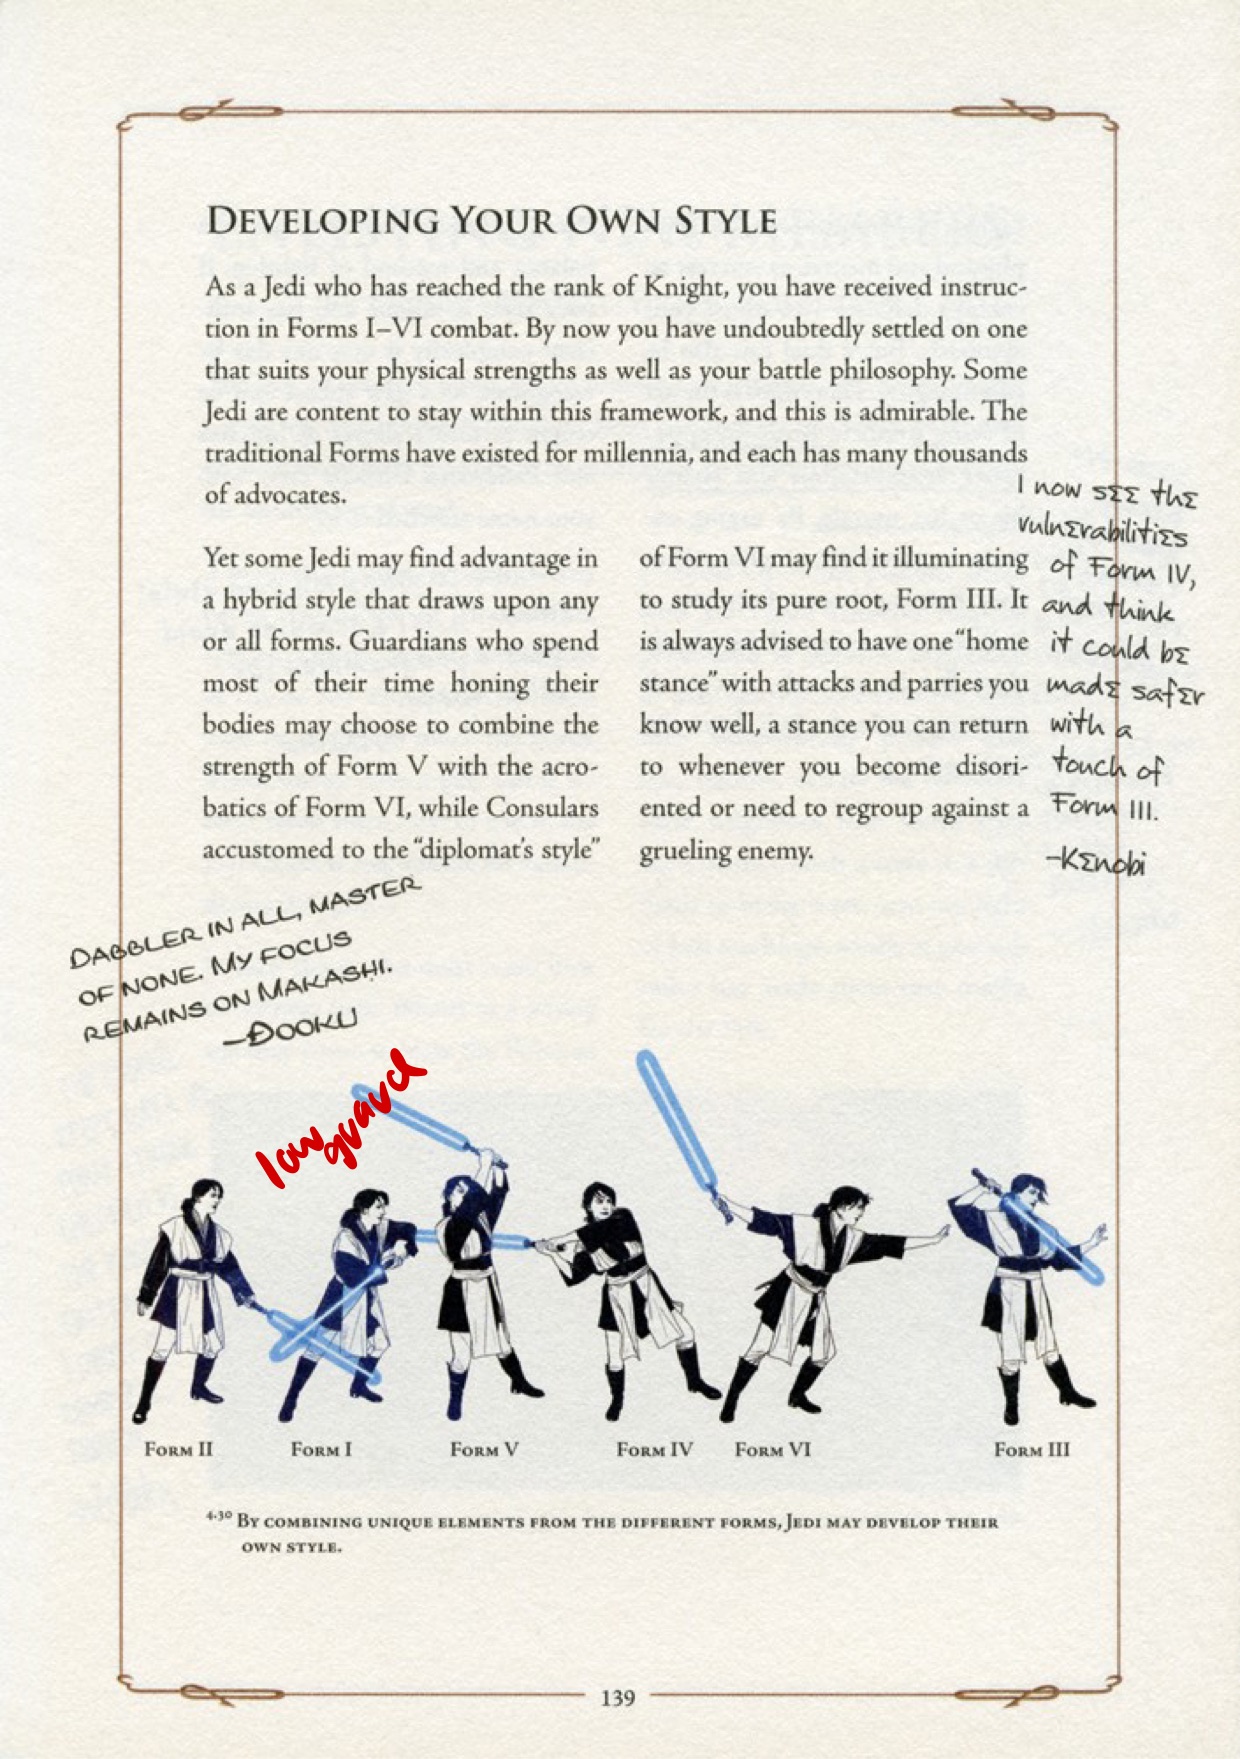 Developing Your Own Style
As a Jedi who has reached the rank of Knight, you have received instruc-
tion in Forms I–VI combat. By now you have undoubtedly settled on one
that suits your physical strengths as well as your battle philosophy. Some
Jedi are content to stay within this framework, and this is admirable. The
traditional Forms have existed for millennia, and each has many thousands
of advocates.
Yet some Jedi may find advantage in
a hybrid style that draws upon any
or all forms. Guardians who spend
most of their time honing their
bodies may choose to combine the
strength of Form V with the acro-
batics of Form VI, while Consulars
accustomed to the “diplomat’s style”
of Form VI may find it illuminating
to study its pure root, Form III. It
is always advised to have one “home
stance” with attacks and parries you
know well, a stance you can return
to whenever you become disori-
ented or need to regroup against a
grueling enemy.
I now see the
vulnerabilities
of Form IV,
and think
it could be
made safer
with a
touch of
Form III.
-Kenobi
DABBLER IN ALL, MASTER
OF NONE. MY FOCUS
REMAINS ON MAKASHI.
—DOOKU
low guard
Form II
Form I
Form V
Form IV
Form VI
Form III
4.30 By combining unique elements from the different forms, Jedi may develop their
own style.
139